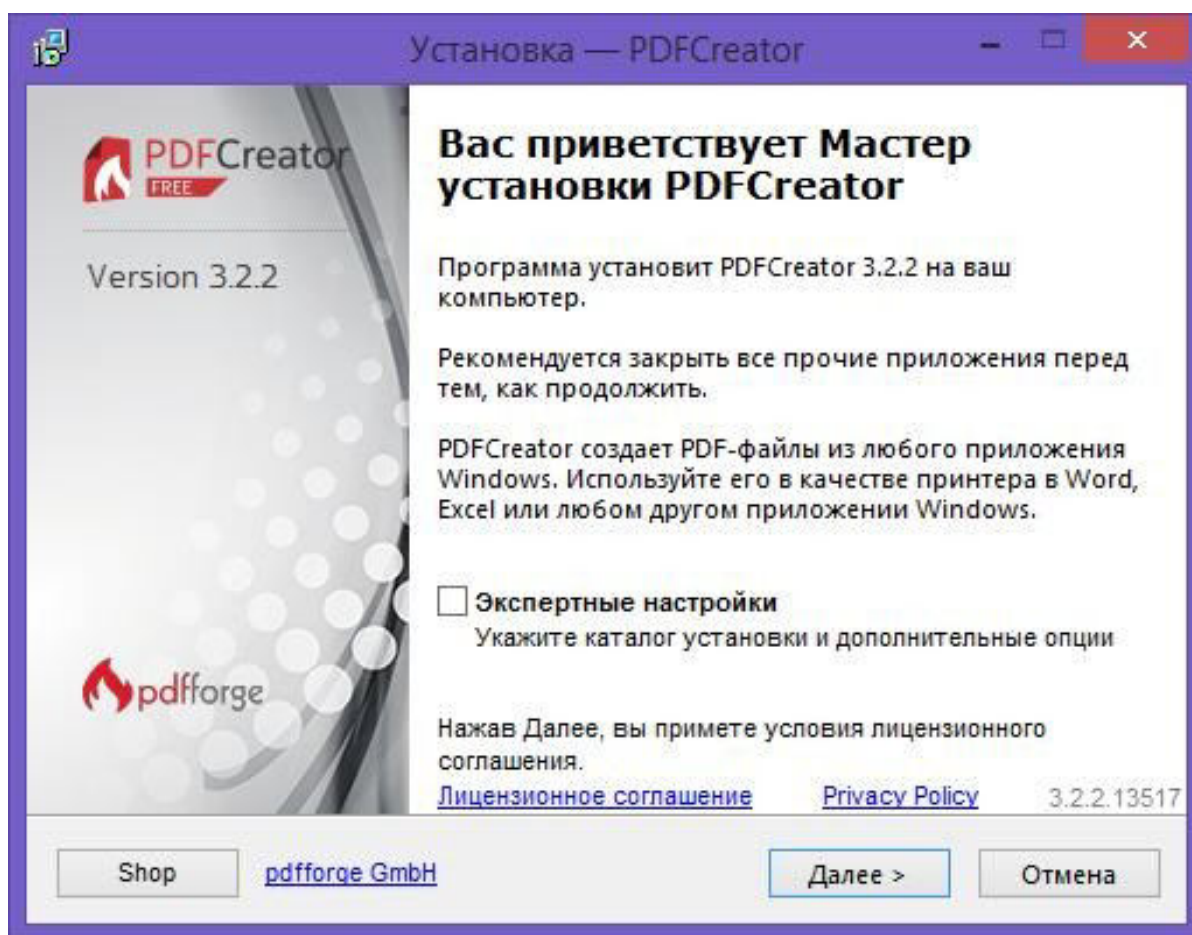 Установка — PDFCreator
PDFCreator
FREE
Version 3.2.2
pdfforge
Вас приветствует Мастер
установки PDFCreator
Программа установит PDFCreator 3.2.2 на ваш
компьютер.
Рекомендуется закрыть все прочие приложения перед
тем, как продолжить.
PDFCreator создает PDF-файлы из любого приложения
Windows. Используйте его в качестве принтера в Word,
Excel или любом другом приложении Windows.
Экспертные настройки
Укажите каталог установки и дополнительные опции
Нажав Далее, вы примете условия лицензионного
соглашения.
Лицензионное соглашение Privacy Policy 3.2.2.13517
Shop pdfforge GmbH Далее > Отмена